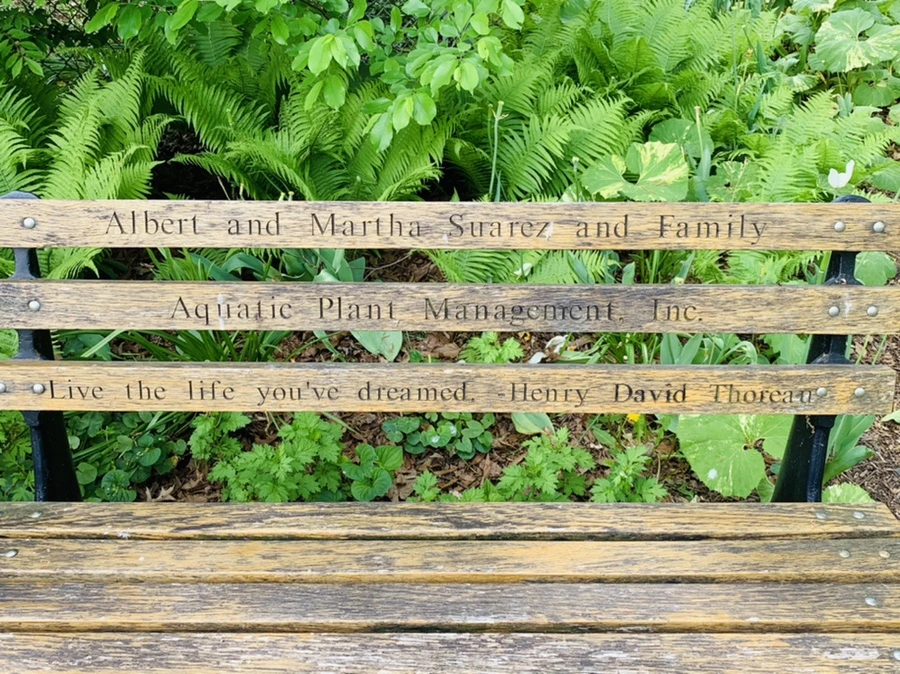 Albert and Martha Suarez and Family
Aquatic Plant Management, Inc.
Live the life you've dreamed. -Henry David Thoreau